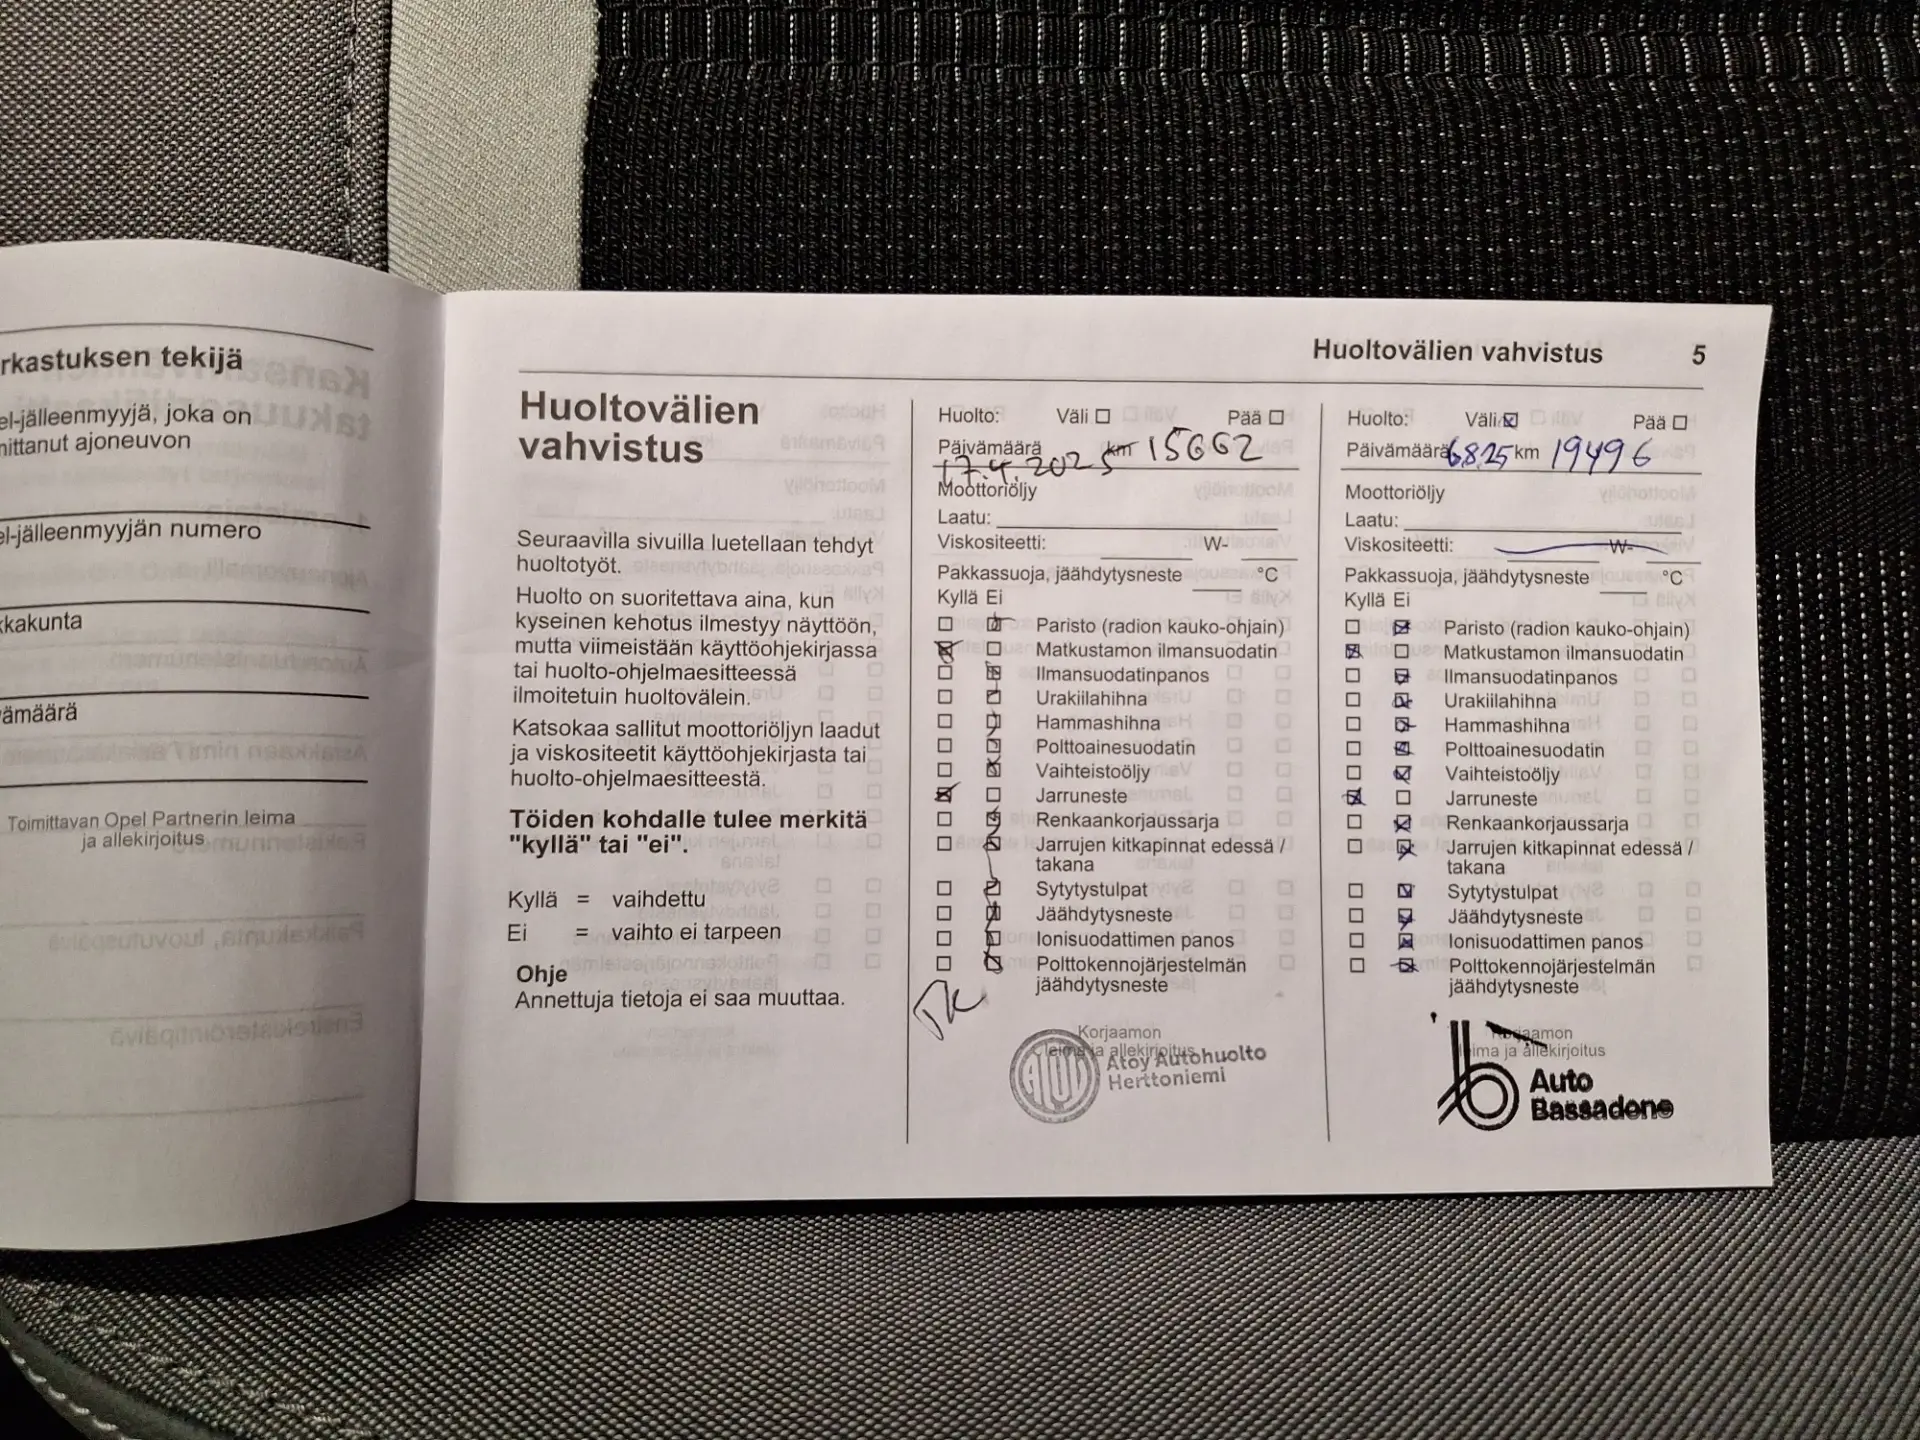 rkastuksen tekijä
el-jälleenmyyjä, joka on
mittanut ajoneuvon
el-jälleenmyyjän numero
kkakunta
ämäärä
Toimittavan Opel Partnerin leima
ja allekirjoitus
Huoltovälien vahvistus 5
Huoltovälien
vahvistus
Seuraavilla sivuilla luetellaan tehdyt
huoltotyöt.
Huolto on suoritettava aina, kun
kyseinen kehotus ilmestyy näyttöön,
mutta viimeistään käyttöohjekirjassa
tai huolto-ohjelmaesitteessä
ilmoitetuin huoltovälein.
Katsokaa sallitut moottoriöljyn laadut
ja viskositeetit käyttöohjekirjasta tai
huolto-ohjelmaesitteestä.
Töiden kohdalle tulee merkitä
"kyllä" tai "ei".
Kyllä = vaihdettu
Ei = vaihto ei tarpeen
Ohje
Annettuja tietoja ei saa muuttaa.
Huolto: Väli Pää
Päivämäärä km 15662
17.4.2025
Moottoriöljy
Laatu:
Viskositeetti: W-
Pakkassuoja, jäähdytysneste °C
Kyllä Ei
Paristo (radion kauko-ohjain)
Matkustamon ilmansuodatin
Ilmansuodatinpanos
Urakiilahihna
Hammashihna
Polttoainesuodatin
Vaihteistoöljy
Jarruneste
Renkaankorjaussarja
Jarrujen kitkapinnat edessä /
takana
Sytytystulpat
Jäähdytysneste
Ionisuodattimen panos
Polttokennojärjestelmän
jäähdytysneste
Korjaamon
leima ja allekirjoitus
Atoy Autohuolto
Herttoniemi
Huolto: Väli Pää
Päivämäärä 6825 km 19496
Moottoriöljy
Laatu:
Viskositeetti: W-
Pakkassuoja, jäähdytysneste °C
Kyllä Ei
Paristo (radion kauko-ohjain)
Matkustamon ilmansuodatin
Ilmansuodatinpanos
Urakiilahihna
Hammashihna
Polttoainesuodatin
Vaihteistoöljy
Jarruneste
Renkaankorjaussarja
Jarrujen kitkapinnat edessä /
takana
Sytytystulpat
Jäähdytysneste
Ionisuodattimen panos
Polttokennojärjestelmän
jäähdytysneste
Korjaamon
leima ja allekirjoitus
Auto
Bassadone